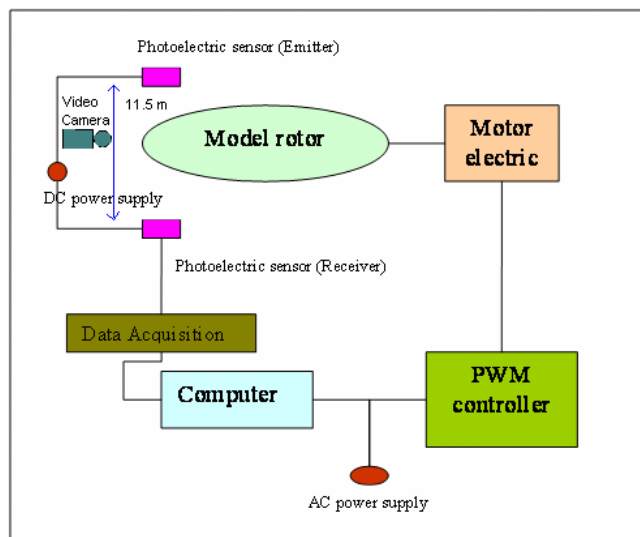 Photoelectric sensor (Emitter)
Video
Camera
11.5 m
Model rotor
Motor
electric
DC power supply
Photoelectric sensor (Receiver)
Data Acquisition
Computer
PWM
controller
AC power supply